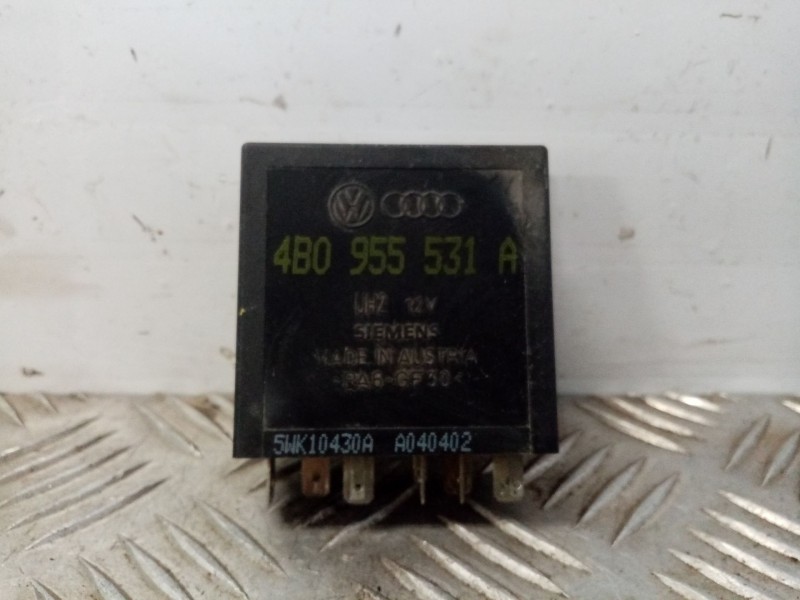 4B0 955 531 A
12V
SIEMENS
MADE IN AUSTRIA
5WK10430A A040402